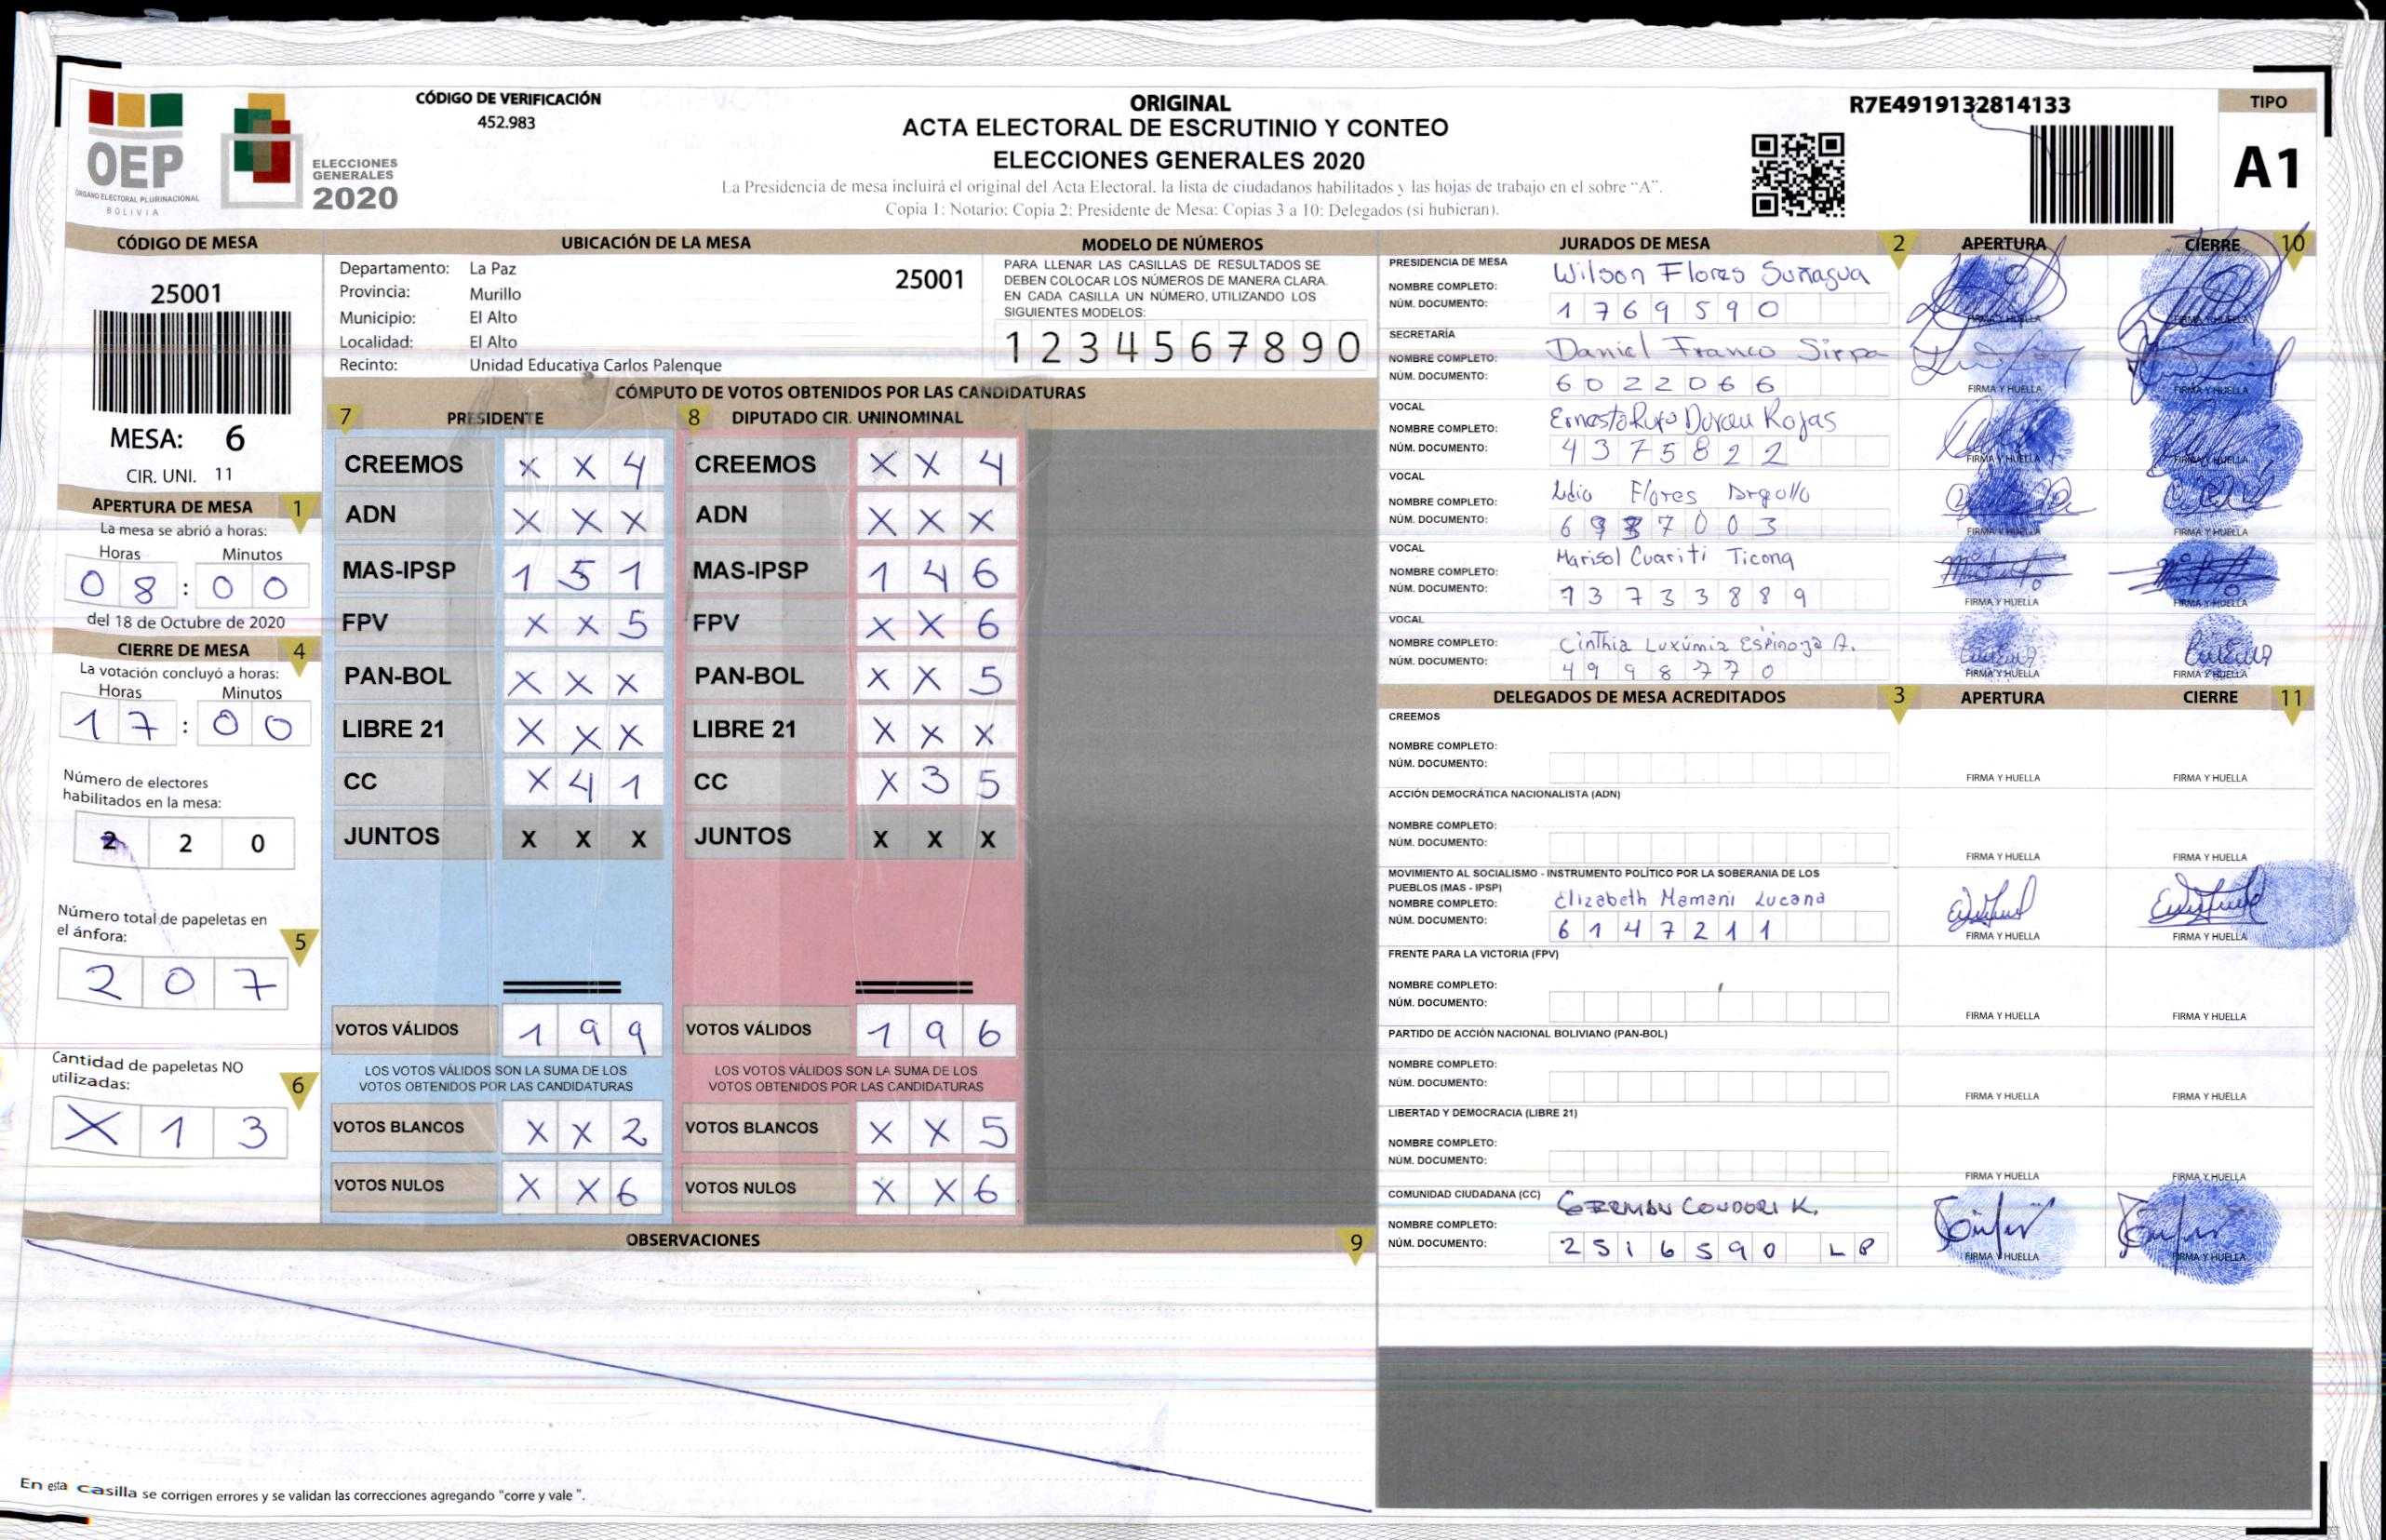 OEP
ÓRGANO ELECTORAL PLURINACIONAL
BOLIVIA
ELECCIONES
GENERALES
2020
CÓDIGO DE VERIFICACIÓN
452.983
ORIGINAL
ACTA ELECTORAL DE ESCRUTINIO Y CONTEO
ELECCIONES GENERALES 2020
La Presidencia de mesa incluirá el original del Acta Electoral, la lista de ciudadanos habilitados y las hojas de trabajo en el sobre “A”.
Copia 1: Notario: Copia 2: Presidente de Mesa: Copias 3 a 10: Delegados (si hubieran).
R7E4919132814133
TIPO
A1
CÓDIGO DE MESA
25001
MESA: 6
CIR. UNI. 11
APERTURA DE MESA 1
La mesa se abrió a horas:
Horas Minutos
0 8 : 0 0
del 18 de Octubre de 2020
CIERRE DE MESA 4
La votación concluyó a horas:
Horas Minutos
1 7 : 0 0
Número de electores
habilitados en la mesa:
2 2 0
Número total de papeletas en
el ánfora: 5
2 0 7
Cantidad de papeletas NO
utilizadas: 6
X 1 3
UBICACIÓN DE LA MESA
Departamento: La Paz 25001
Provincia: Murillo
Municipio: El Alto
Localidad: El Alto
Recinto: Unidad Educativa Carlos Palenque
MODELO DE NÚMEROS
PARA LLENAR LAS CASILLAS DE RESULTADOS SE
DEBEN COLOCAR LOS NÚMEROS DE MANERA CLARA.
EN CADA CASILLA UN NÚMERO, UTILIZANDO LOS
SIGUIENTES MODELOS:
1 2 3 4 5 6 7 8 9 0
CÓMPUTO DE VOTOS OBTENIDOS POR LAS CANDIDATURAS
7 PRESIDENTE 8 DIPUTADO CIR. UNINOMINAL
CREEMOS X X 4 CREEMOS X X 4
ADN X X X ADN X X X
MAS-IPSP 1 5 1 MAS-IPSP 1 4 6
FPV X X 5 FPV X X 6
PAN-BOL X X X PAN-BOL X X 5
LIBRE 21 X X X LIBRE 21 X X X
CC X 4 1 CC X 3 5
JUNTOS X X X JUNTOS X X X
VOTOS VÁLIDOS 1 9 9 VOTOS VÁLIDOS 1 9 6
LOS VOTOS VÁLIDOS SON LA SUMA DE LOS LOS VOTOS VÁLIDOS SON LA SUMA DE LOS
VOTOS OBTENIDOS POR LAS CANDIDATURAS VOTOS OBTENIDOS POR LAS CANDIDATURAS
VOTOS BLANCOS X X 2 VOTOS BLANCOS X X 5
VOTOS NULOS X X 6 VOTOS NULOS X X 6
OBSERVACIONES 9
En esta casilla se corrigen errores y se validan las correcciones agregando "corre y vale ".
JURADOS DE MESA 2 APERTURA CIERRE 10
PRESIDENCIA DE MESA
NOMBRE COMPLETO: Wilson Flores Suñagua
NÚM. DOCUMENTO: 1 7 6 9 5 9 0
FIRMA Y HUELLA FIRMA Y HUELLA
SECRETARÍA
NOMBRE COMPLETO: Daniel Franco Sirpa
NÚM. DOCUMENTO: 6 0 2 2 0 6 6
FIRMA Y HUELLA FIRMA Y HUELLA
VOCAL
NOMBRE COMPLETO: Rojas
NÚM. DOCUMENTO: 4 3 7 5 8 2 2
FIRMA Y HUELLA FIRMA Y HUELLA
VOCAL
NOMBRE COMPLETO: Lidia Flores Argollo
NÚM. DOCUMENTO: 7 0 0 3
FIRMA Y HUELLA FIRMA Y HUELLA
VOCAL
NOMBRE COMPLETO: Marisol Cuariti Ticona
NÚM. DOCUMENTO: 1 3 7 3 3 8 8 9
FIRMA Y HUELLA FIRMA Y HUELLA
VOCAL
NOMBRE COMPLETO: Cinthia Luxúmia Espinoza A.
NÚM. DOCUMENTO: 4 9 9 8 7 7 0
FIRMA Y HUELLA FIRMA Y HUELLA
DELEGADOS DE MESA ACREDITADOS 3 APERTURA CIERRE 11
CREEMOS
NOMBRE COMPLETO:
NÚM. DOCUMENTO:
FIRMA Y HUELLA FIRMA Y HUELLA
ACCIÓN DEMOCRÁTICA NACIONALISTA (ADN)
NOMBRE COMPLETO:
NÚM. DOCUMENTO:
FIRMA Y HUELLA FIRMA Y HUELLA
MOVIMIENTO AL SOCIALISMO - INSTRUMENTO POLÍTICO POR LA SOBERANIA DE LOS
PUEBLOS (MAS - IPSP)
NOMBRE COMPLETO: Elizabeth Mamani Lucana
NÚM. DOCUMENTO: 6 1 4 7 2 1 1
FIRMA Y HUELLA FIRMA Y HUELLA
FRENTE PARA LA VICTORIA (FPV)
NOMBRE COMPLETO:
NÚM. DOCUMENTO:
FIRMA Y HUELLA FIRMA Y HUELLA
PARTIDO DE ACCIÓN NACIONAL BOLIVIANO (PAN-BOL)
NOMBRE COMPLETO:
NÚM. DOCUMENTO:
FIRMA Y HUELLA FIRMA Y HUELLA
LIBERTAD Y DEMOCRACIA (LIBRE 21)
NOMBRE COMPLETO:
NÚM. DOCUMENTO:
FIRMA Y HUELLA FIRMA Y HUELLA
COMUNIDAD CIUDADANA (CC)
NOMBRE COMPLETO: GERMAN CONDORI K.
NÚM. DOCUMENTO: 2 5 1 6 5 9 0 L P
FIRMA Y HUELLA FIRMA Y HUELLA